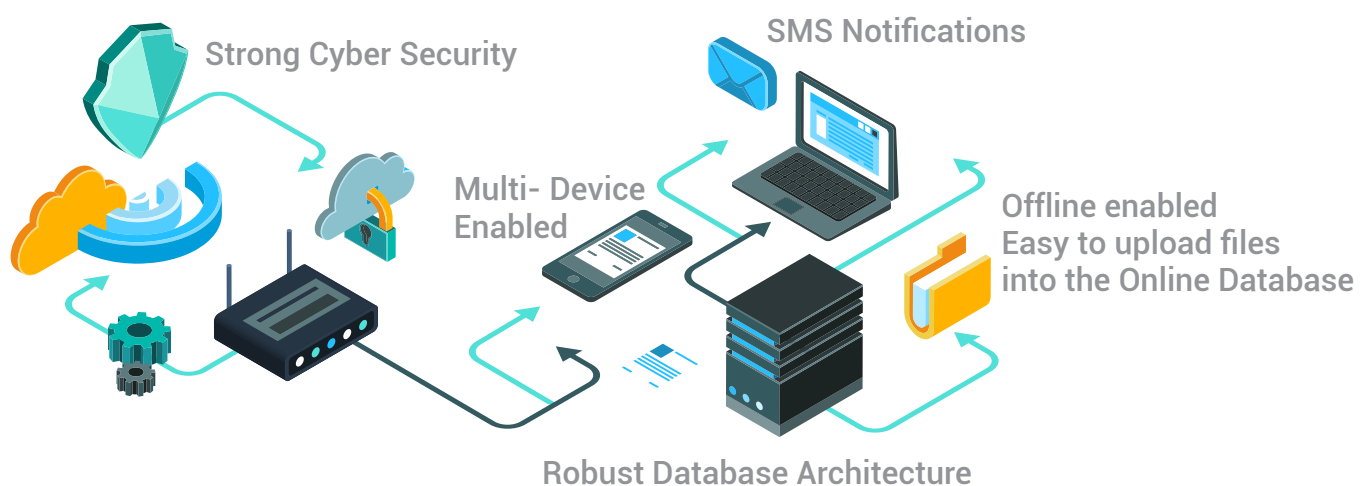 Strong Cyber Security
SMS Notifications
Multi- Device
Enabled
Offline enabled
Easy to upload files
into the Online Database
Robust Database Architecture